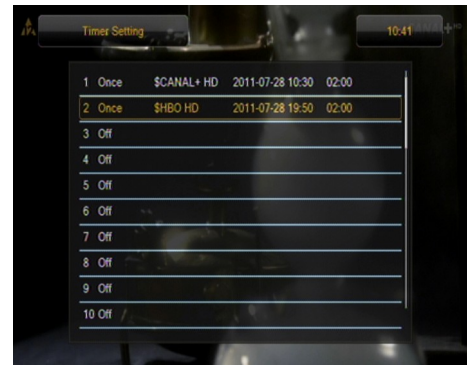 Timer Setting
10:41
CANAL+ HD
1 Once $CANAL+ HD 2011-07-28 10:30 02:00
2 Once $HBO HD 2011-07-28 19:50 02:00
3 Off
4 Off
5 Off
6 Off
7 Off
8 Off
9 Off
10 Off